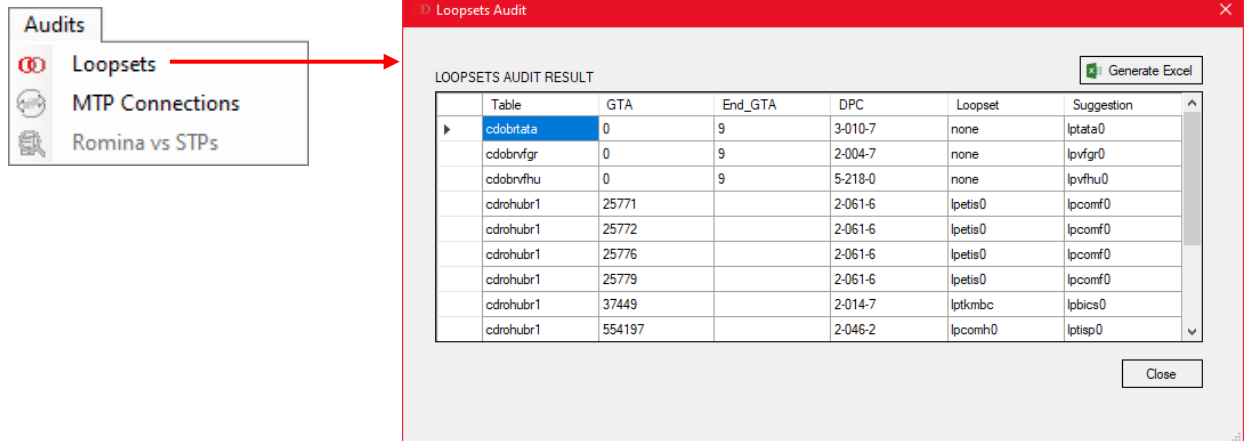 Audits
Loopsets
MTP Connections
Romina vs STPs
Loopsets Audit
LOOPSETS AUDIT RESULT
Generate Excel
Table GTA End_GTA DPC Loopset Suggestion
cdobrtata 0 9 3-010-7 none lptata0
cdobrvfgr 0 9 2-004-7 none lpvfgr0
cdobrvfhu 0 9 5-218-0 none lpvfhu0
cdrohubr1 25771 2-061-6 lpetis0 lpcomf0
cdrohubr1 25772 2-061-6 lpetis0 lpcomf0
cdrohubr1 25776 2-061-6 lpetis0 lpcomf0
cdrohubr1 25779 2-061-6 lpetis0 lpcomf0
cdrohubr1 37449 2-014-7 lptkmbc lpbics0
cdrohubr1 554197 2-046-2 lpcomh0 lptisp0
Close